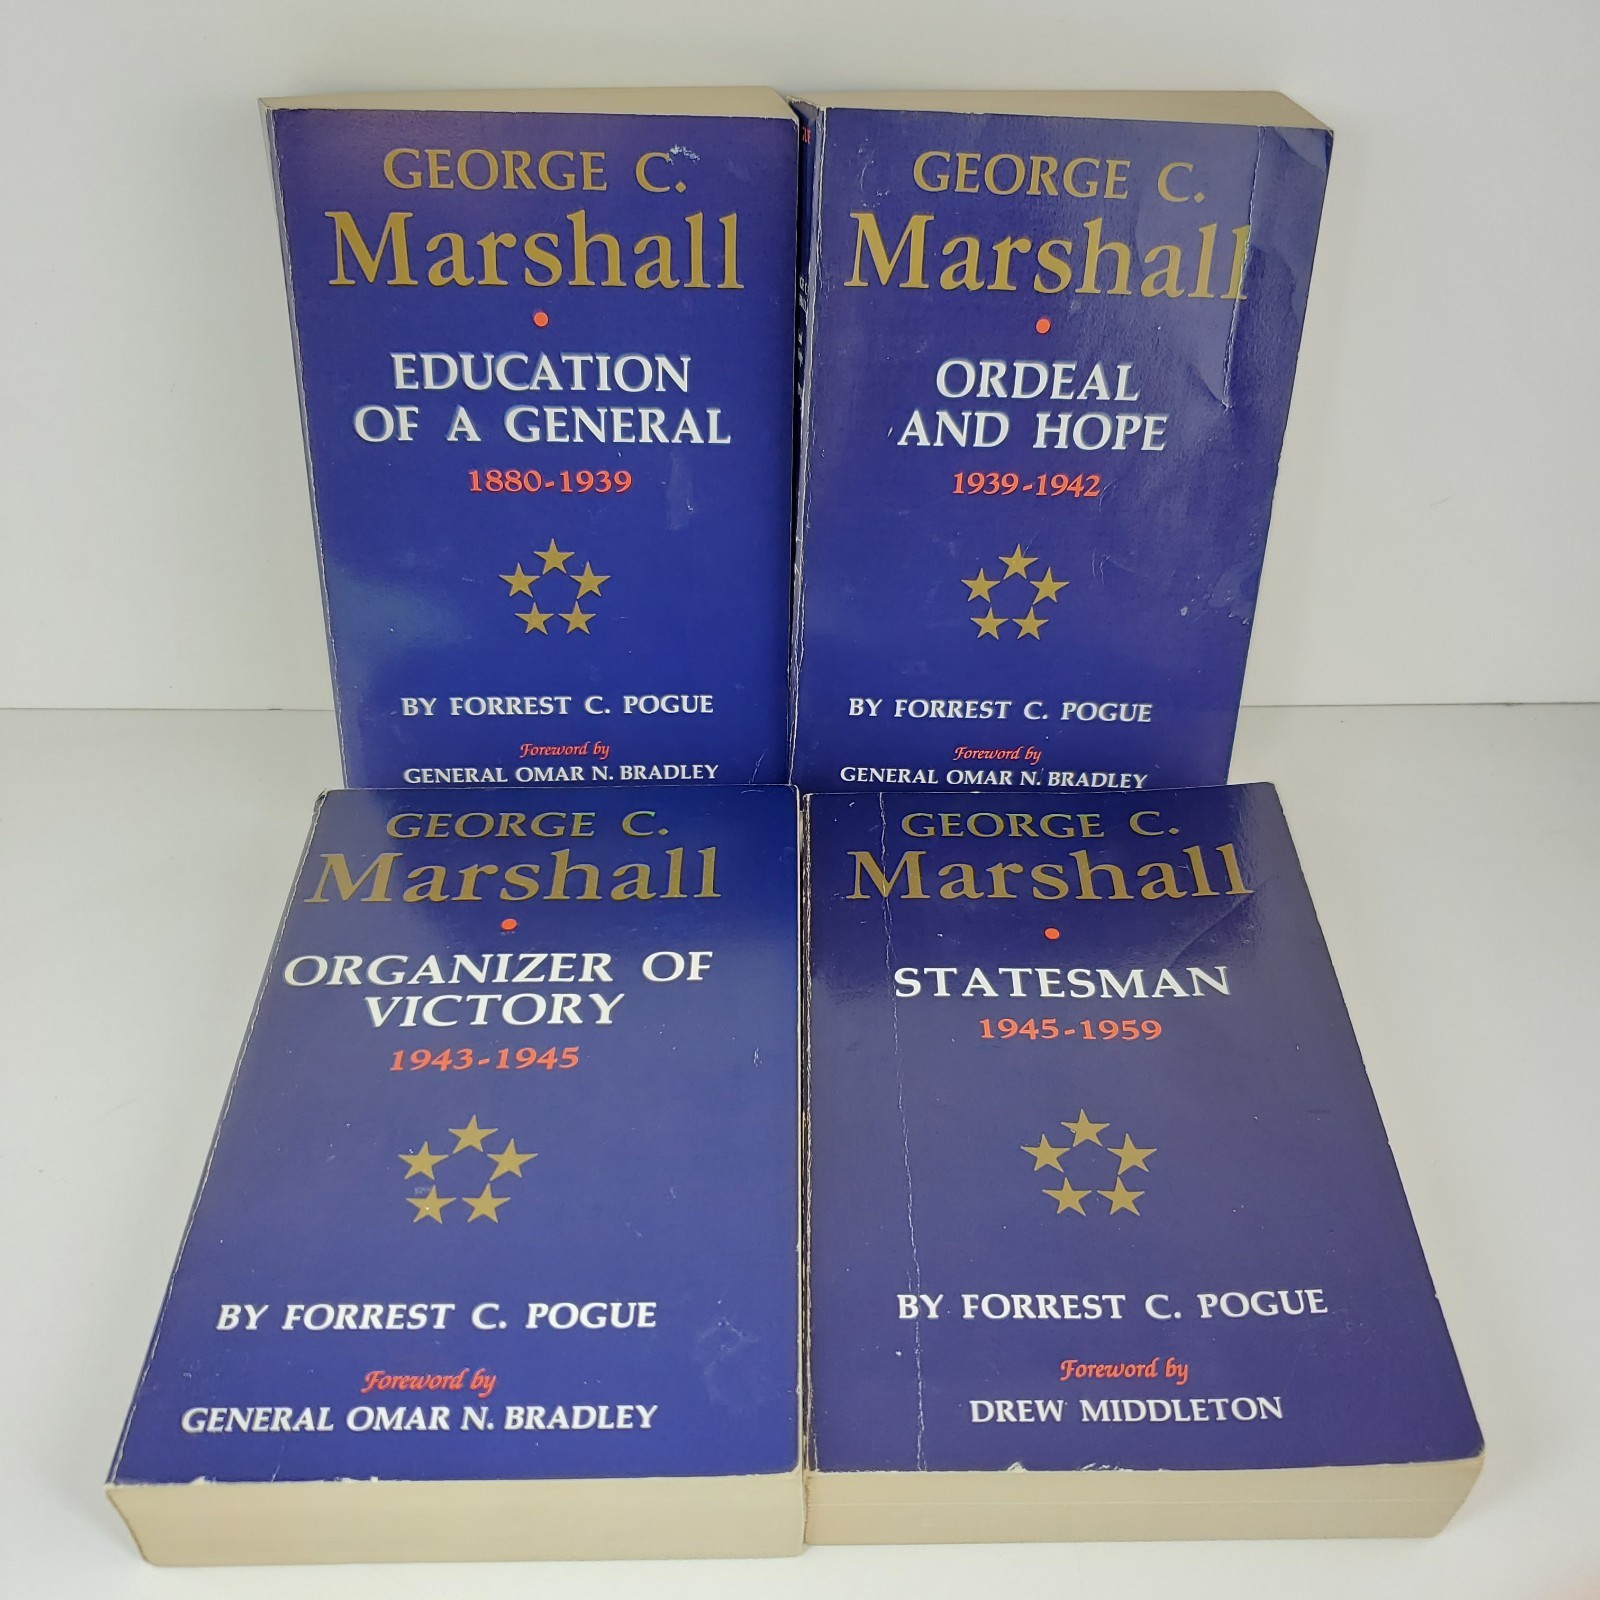 GEORGE C.
Marshall
EDUCATION
OF A GENERAL
1880-1939
BY FORREST C. POGUE
Foreword by
GENERAL OMAR N. BRADLEY
GEORGE C.
Marshall
ORDEAL
AND HOPE
1939-1942
BY FORREST C. POGUE
Foreword by
GENERAL OMAR N. BRADLEY
GEORGE C.
Marshall
ORGANIZER OF
VICTORY
1943-1945
BY FORREST C. POGUE
Foreword by
GENERAL OMAR N. BRADLEY
GEORGE C.
Marshall
STATESMAN
1945-1959
BY FORREST C. POGUE
Foreword by
DREW MIDDLETON